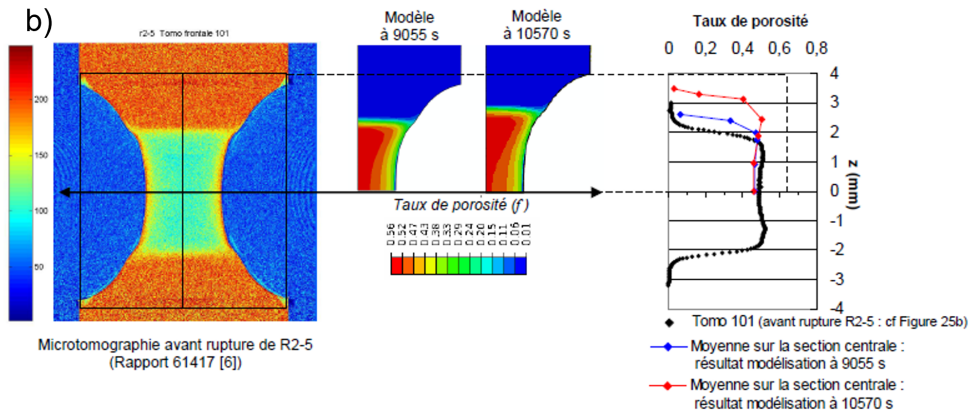 b)
r2-5 Tomo frontale 101
200
150
100
50
Microtomographie avant rupture de R2-5
(Rapport 61417 [6])
Modèle
à 9055 s
Modèle
à 10570 s
Taux de porosité (f)
0.56
0.52
0.47
0.43
0.38
0.33
0.29
0.24
0.20
0.15
0.11
0.6
0.01
Taux de porosité
0 0,2 0,4 0,6 0,8
4
3
2
1
0
-1
-2
-3
-4
z (mm)
Tomo 101 (avant rupture R2-5 : cf Figure 25b)
Moyenne sur la section centrale :
résultat modélisation à 9055 s
Moyenne sur la section centrale :
résultat modélisation à 10570 s